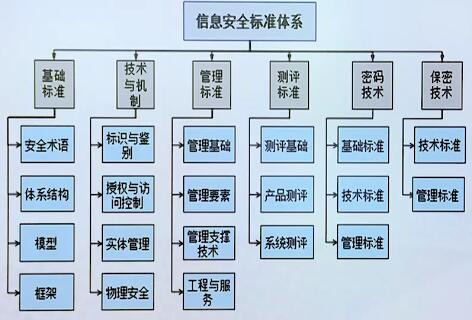 信息安全标准体系
基础
标准
技术
与机
制
管理
标准
测评
标准
密码
技术
保密
技术
安全术语
标识与鉴
别
管理基础
测评基础
基础标准
技术标准
体系结构
授权与访
问控制
管理要素
产品测评
技术标准
管理标准
模型
实体管理
管理支撑
技术
系统测评
管理标准
框架
物理安全
工程与服
务